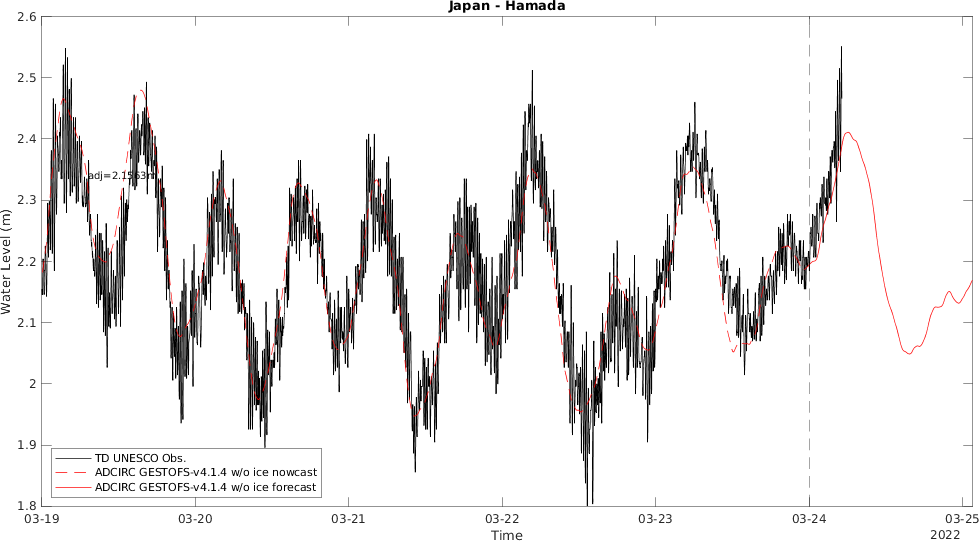 Japan - Hamada
2.6
2.5
2.4
2.3
2.2
2.1
2
1.9
1.8
Water Level (m)
adj=2.1563m
TD UNESCO Obs.
ADCIRC GESTOFS-v4.1.4 w/o ice nowcast
ADCIRC GESTOFS-v4.1.4 w/o ice forecast
03-19
03-20
03-21
03-22
03-23
03-24
03-25
Time
2022